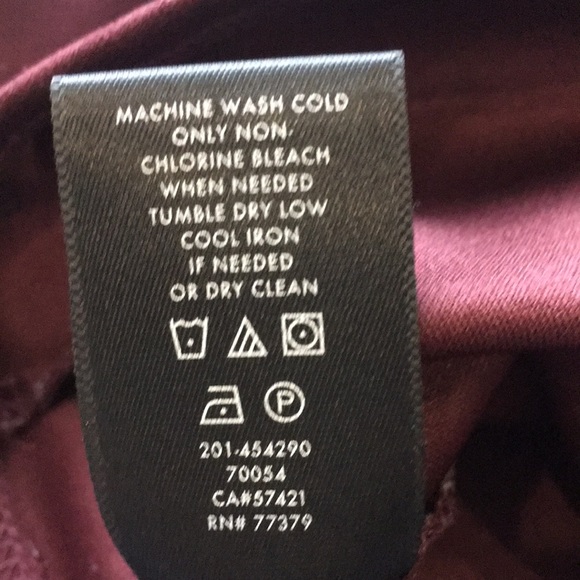 MACHINE WASH COLD
ONLY NON-
CHLORINE BLEACH
WHEN NEEDED
TUMBLE DRY LOW
COOL IRON
IF NEEDED
OR DRY CLEAN
P
201-454290
70054
CA#57421
RN# 77379